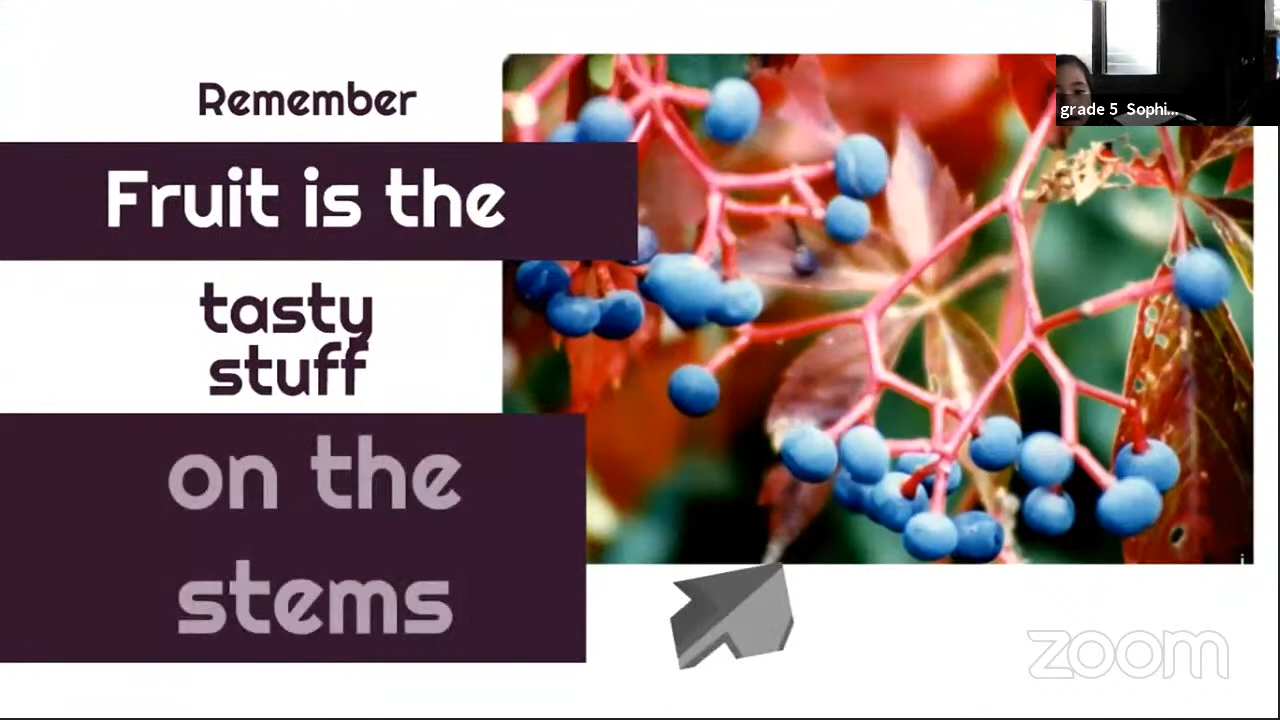 Remember
Fruit is the
tasty
stuff
on the
stems
grade 5 Sophi...
zoom